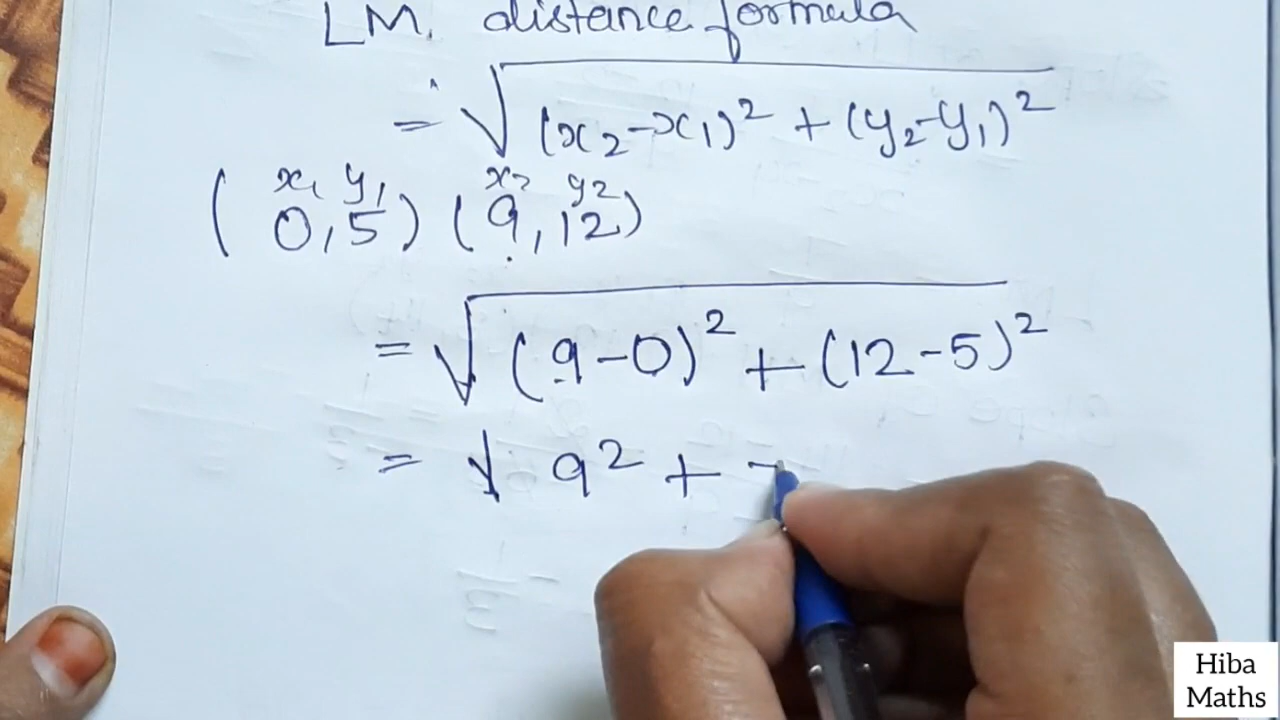 LM. distance formula
= √(x₂-x₁)² + (y₂-y₁)²
x₁ y₁ x₂ y₂
(0,5) (9,12)
= √(9-0)² + (12-5)²
= √ 9² +
Hiba
Maths